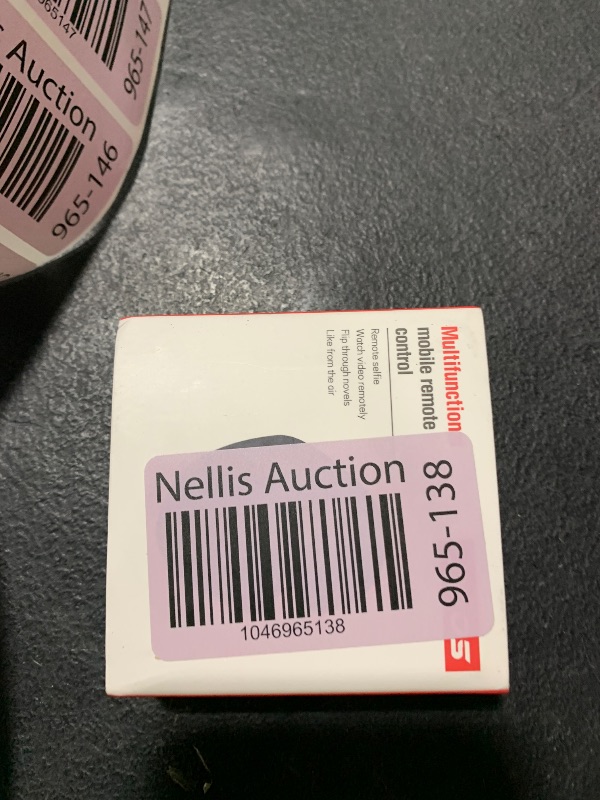 65147
965-147
Auction
965-146
Multifunction
mobile remote
control
Remote selfie
Watch video remotely
Flip through novels
Like from the air
Nellis Auction
1046965138
965-138